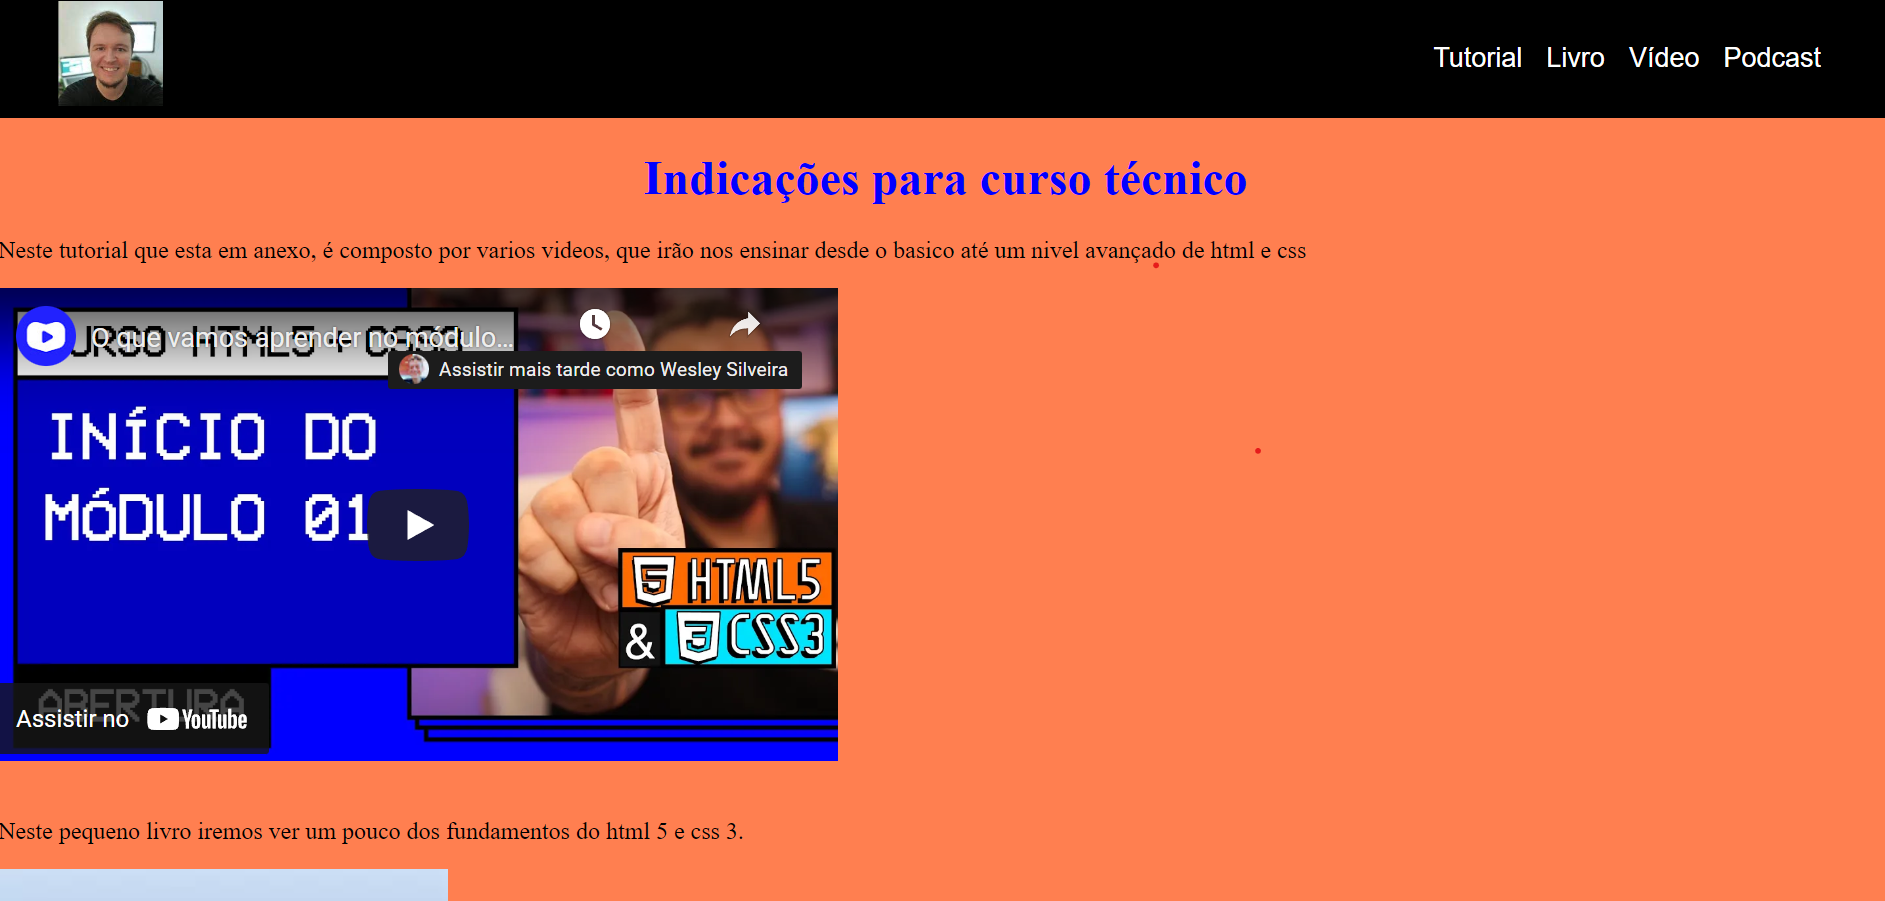 Tutorial Livro Vídeo Podcast
Indicações para curso técnico
Neste tutorial que esta em anexo, é composto por varios videos, que irão nos ensinar desde o basico até um nivel avançado de html e css
O que vamos aprender no módulo...
URSO HTML5 + CSS3
Assistir mais tarde como Wesley Silveira
INÍCIO DO
MÓDULO 01
HTML5
& CSS3
ABERTURA
Assistir no YouTube
Neste pequeno livro iremos ver um pouco dos fundamentos do html 5 e css 3.